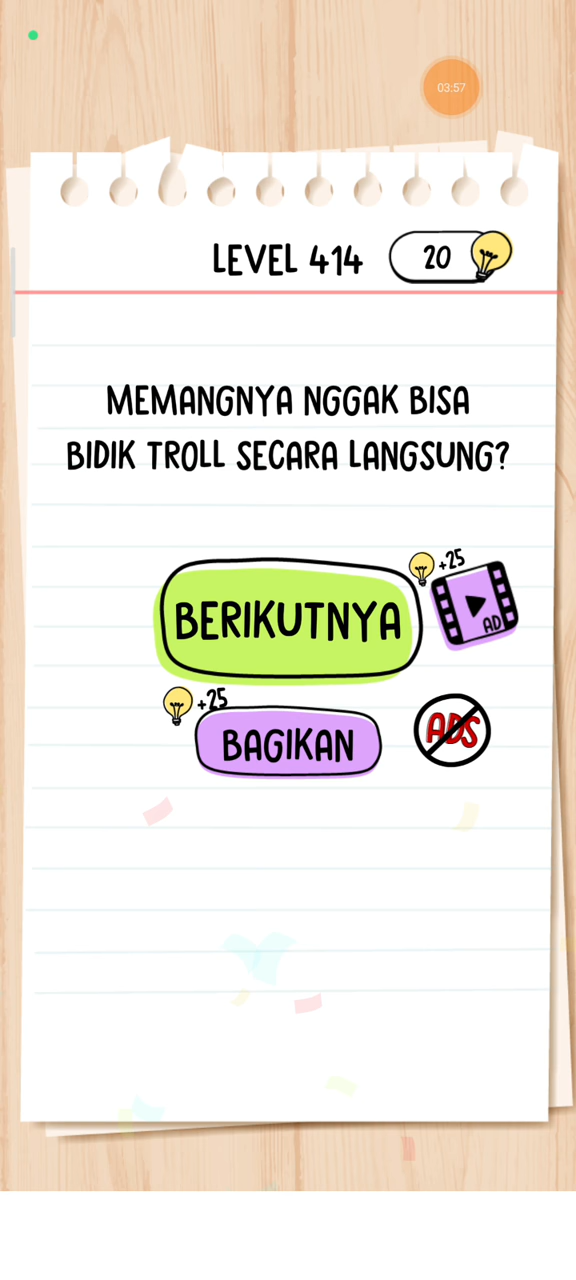 03:57
LEVEL 414
20
MEMANGNYA NGGAK BISA
BIDIK TROLL SECARA LANGSUNG?
+25
BERIKUTNYA
AD
+25
BAGIKAN
ADS